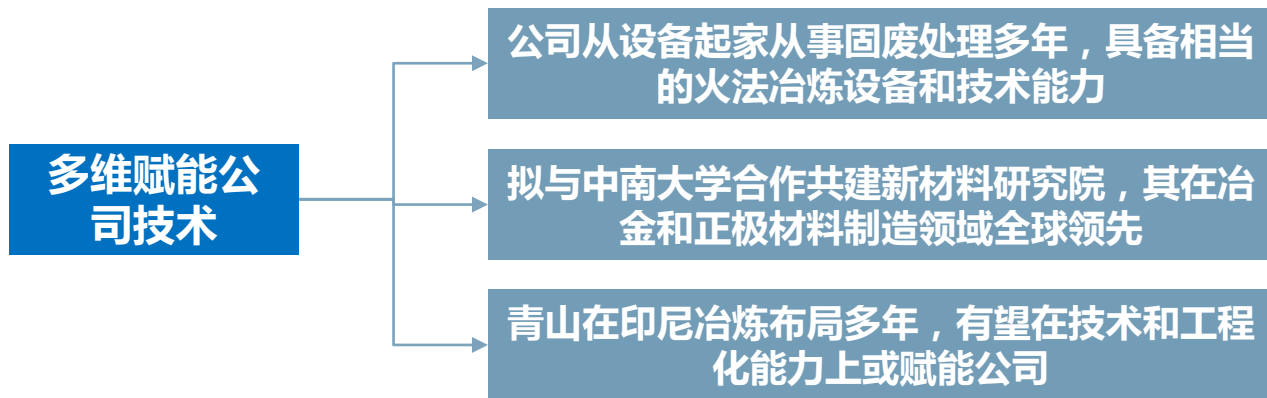 多维赋能公
司技术
公司从设备起家从事固废处理多年，具备相当
的火法冶炼设备和技术能力
拟与中南大学合作共建新材料研究院，其在冶
金和正极材料制造领域全球领先
青山在印尼冶炼布局多年，有望在技术和工程
化能力上或赋能公司